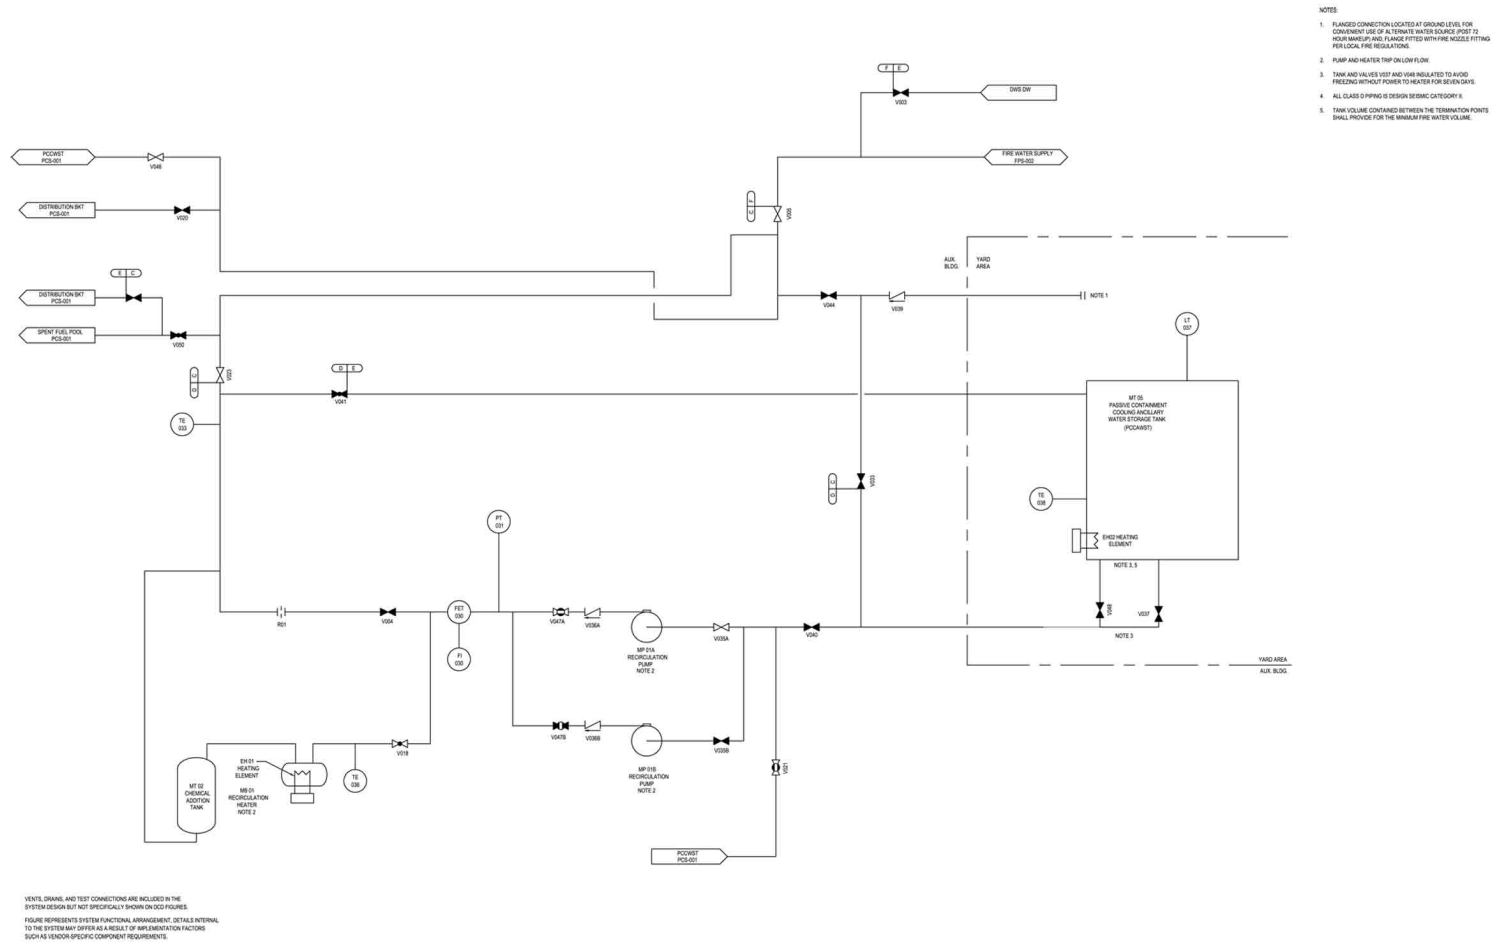 NOTES:
1. FLANGED CONNECTION LOCATED AT GROUND LEVEL FOR
CONVENIENT USE OF ALTERNATE WATER SOURCE (POST 72
HOUR MAKEUP) AND, FLANGE FITTED WITH FIRE NOZZLE FITTING
PER LOCAL FIRE REGULATIONS.
2. PUMP AND HEATER TRIP ON LOW FLOW.
3. TANK AND VALVES V037 AND V048 INSULATED TO AVOID
FREEZING WITHOUT POWER TO HEATER FOR SEVEN DAYS.
4 ALL CLASS D PIPING IS DESIGN SEISMIC CATEGORY II.
5. TANK VOLUME CONTAINED BETWEEN THE TERMINATION POINTS
SHALL PROVIDE FOR THE MINIMUM FIRE WATER VOLUME.
F E
V003
DWS DW
PCCWST
PCS-001
V046
FIRE WATER SUPPLY
FPS-002
DISTRIBUTION BKT
PCS-001
V020
C F
V005
AUX.
BLDG.
YARD
AREA
E C
DISTRIBUTION BKT
PCS-001
V044
V039
NOTE 1
SPENT FUEL POOL
PCS-001
V050
LT
037
D C
V023
D E
V041
TE
033
MT 05
PASSIVE CONTAINMENT
COOLING ANCILLARY
WATER STORAGE TANK
(PCCAWST)
D C
V033
TE
038
EH02 HEATING
ELEMENT
NOTE 3, 5
PT
031
R01
V004
FET
030
FI
030
V047A
V036A
MP 01A
RECIRCULATION
PUMP
NOTE 2
V035A
V040
V048
V037
NOTE 3
YARD AREA
AUX. BLDG.
V047B
V036B
MP 01B
RECIRCULATION
PUMP
NOTE 2
V035B
V021
V018
TE
036
EH 01
HEATING
ELEMENT
MB 01
RECIRCULATION
HEATER
NOTE 2
MT 02
CHEMICAL
ADDITION
TANK
PCCWST
PCS-001
VENTS, DRAINS, AND TEST CONNECTIONS ARE INCLUDED IN THE
SYSTEM DESIGN BUT NOT SPECIFICALLY SHOWN ON DCD FIGURES.
FIGURE REPRESENTS SYSTEM FUNCTIONAL ARRANGEMENT, DETAILS INTERNAL
TO THE SYSTEM MAY DIFFER AS A RESULT OF IMPLEMENTATION FACTORS
SUCH AS VENDOR-SPECIFIC COMPONENT REQUIREMENTS.